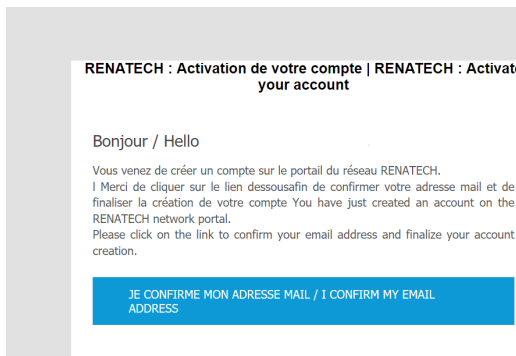 RENATECH : Activation de votre compte | RENATECH : Activate
your account
Bonjour / Hello
Vous venez de créer un compte sur le portail du réseau RENATECH.
I Merci de cliquer sur le lien dessousafin de confirmer votre adresse mail et de
finaliser la création de votre compte You have just created an account on the
RENATECH network portal.
Please click on the link to confirm your email address and finalize your account
creation.
JE CONFIRME MON ADRESSE MAIL / I CONFIRM MY EMAIL
ADDRESS